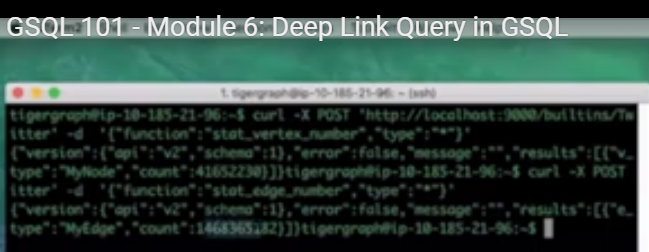 GSQL 101 - Module 6: Deep Link Query in GSQL
1. tigergraph@ip-10-185-21-96: ~ (ssh)
tigergraph@ip-10-185-21-96:~$ curl -X POST 'http://localhost:9000/builtins/Tw
itter' -d '{"function":"stat_vertex_number","type":"*"}'
{"version":{"api":"v2","schema":1},"error":false,"message":"","results":[{"v_
type":"MyNode","count":41652230}]}tigergraph@ip-10-185-21-96:~$ curl -X POST
itter' -d '{"function":"stat_edge_number","type":"*"}'
{"version":{"api":"v2","schema":1},"error":false,"message":"","results":[{"e_
type":"MyEdge","count":1468365182}]}tigergraph@ip-10-185-21-96:~$